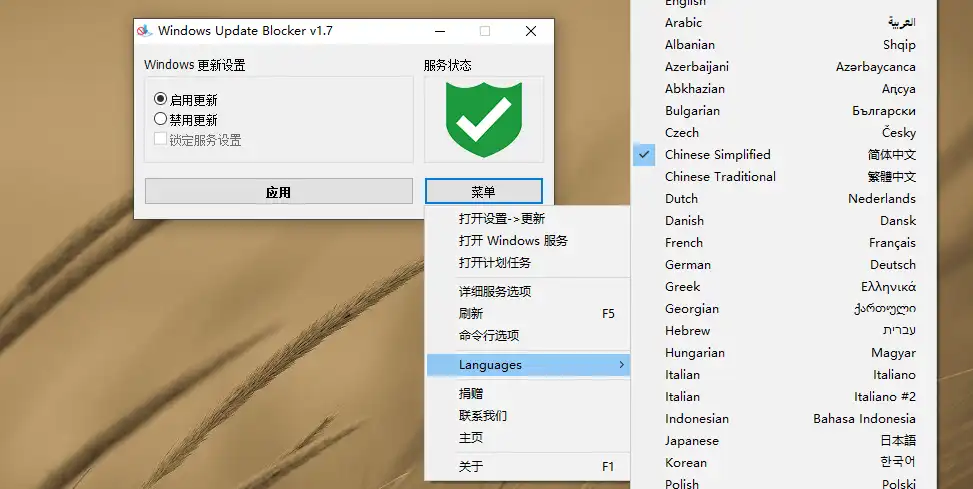 Windows Update Blocker v1.7
Windows 更新设置
服务状态
启用更新
禁用更新
锁定服务设置
应用
菜单
打开设置->更新
打开 Windows 服务
打开计划任务
详细服务选项
刷新 F5
命令行选项
Languages
捐赠
联系我们
主页
关于 F1
English
Arabic العربية
Albanian Shqip
Azerbaijani Azərbaycanca
Abkhazian Аҧсуа
Bulgarian Български
Czech Česky
Chinese Simplified 简体中文
Chinese Traditional 繁體中文
Dutch Nederlands
Danish Dansk
French Français
German Deutsch
Greek Ελληνικά
Georgian ქართული
Hebrew עברית
Hungarian Magyar
Italian Italiano
Italian Italiano #2
Indonesian Bahasa Indonesia
Japanese 日本語
Korean 한국어
Polish Polski